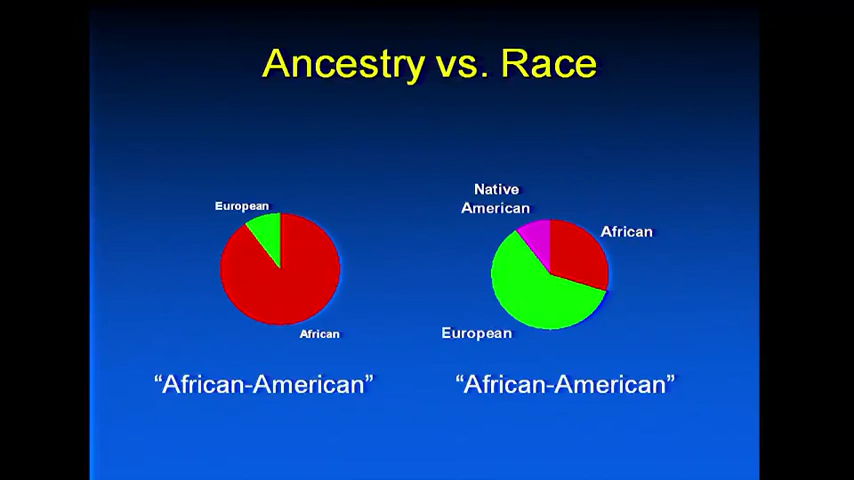 Ancestry vs. Race
European
African
“African-American”
Native
American
African
European
“African-American”